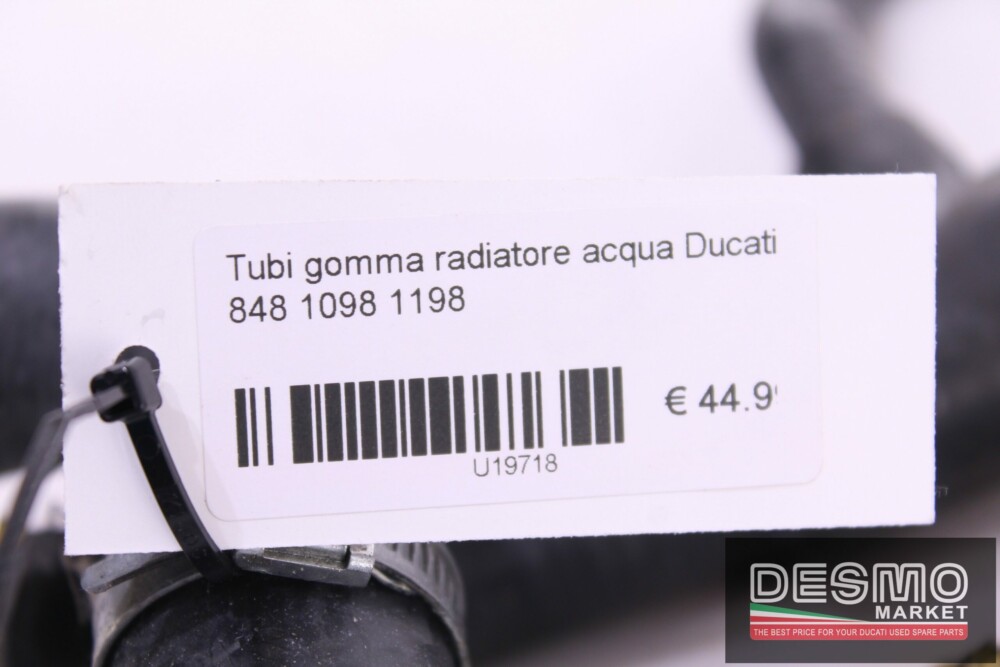 Tubi gomma radiatore acqua Ducati
848 1098 1198
€ 44.9
U19718
DESMO
MARKET
THE BEST PRICE FOR YOUR DUCATI USED SPARE PARTS